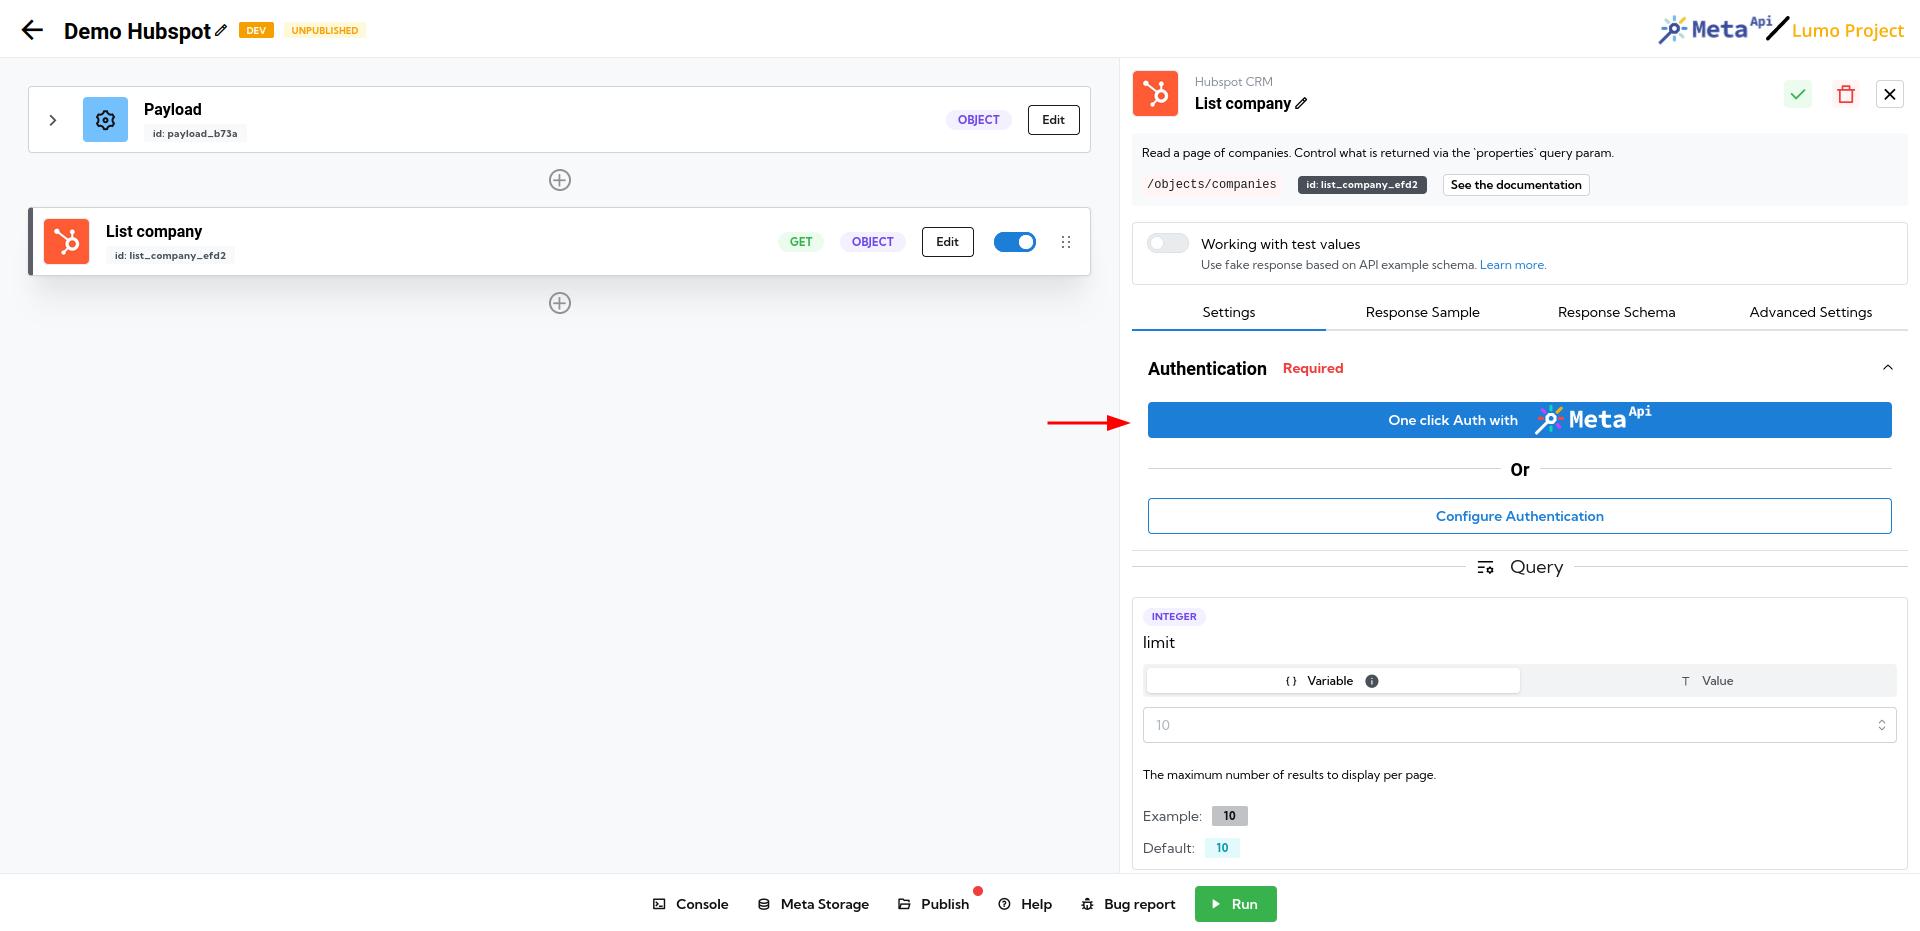 Demo Hubspot DEV UNPUBLISHED
Meta Api Lumo Project
Payload
id: payload_b73a
OBJECT Edit
List company
id: list_company_efd2
GET OBJECT Edit
Hubspot CRM
List company
Read a page of companies. Control what is returned via the `properties` query param.
/objects/companies id: list_company_efd2 See the documentation
Working with test values
Use fake response based on API example schema. Learn more.
Settings Response Sample Response Schema Advanced Settings
Authentication Required
One click Auth with Meta Api
Or
Configure Authentication
Query
INTEGER
limit
{} Variable T Value
10
The maximum number of results to display per page.
Example: 10
Default: 10
Console Meta Storage Publish Help Bug report Run